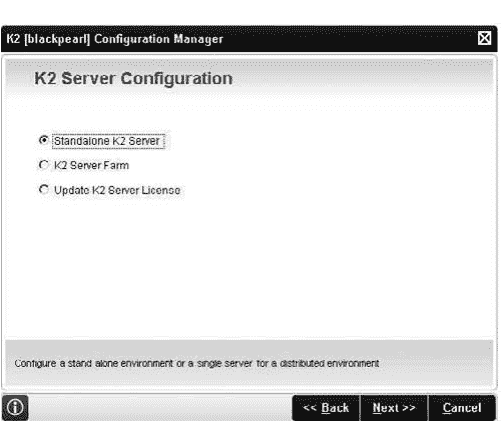 K2 [blackpearl] Configuration Manager
K2 Server Configuration
Standalone K2 Server
K2 Server Farm
Update K2 Server License
Configure a stand alone environment or a single server for a distributed environment
<< Back Next >> Cancel